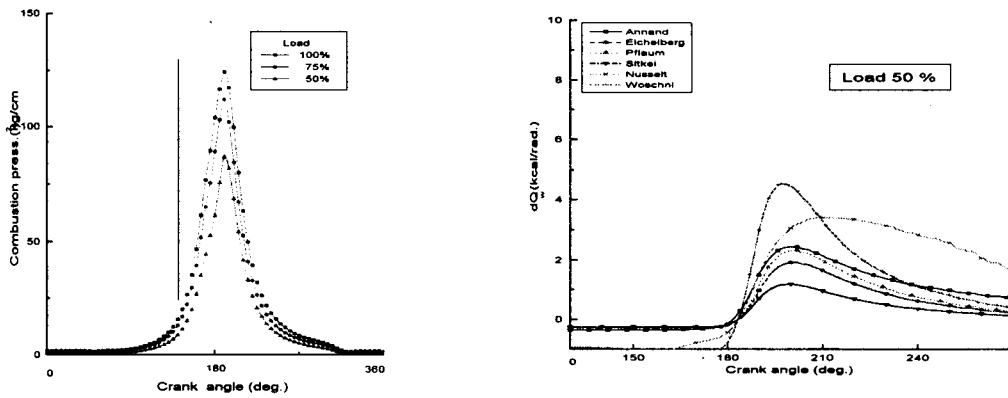 150
100
50
0
Combustion press.(kg/cm²
180
360
Crank angle (deg.)
Load
100%
75%
50%
10
8
6
4
2
0
dQw(kcal/rad.)
0
150
180
210
240
Crank angle (deg.)
Annand
Eichelberg
Pflaum
Sitkei
Nusselt
Woschni
Load 50 %